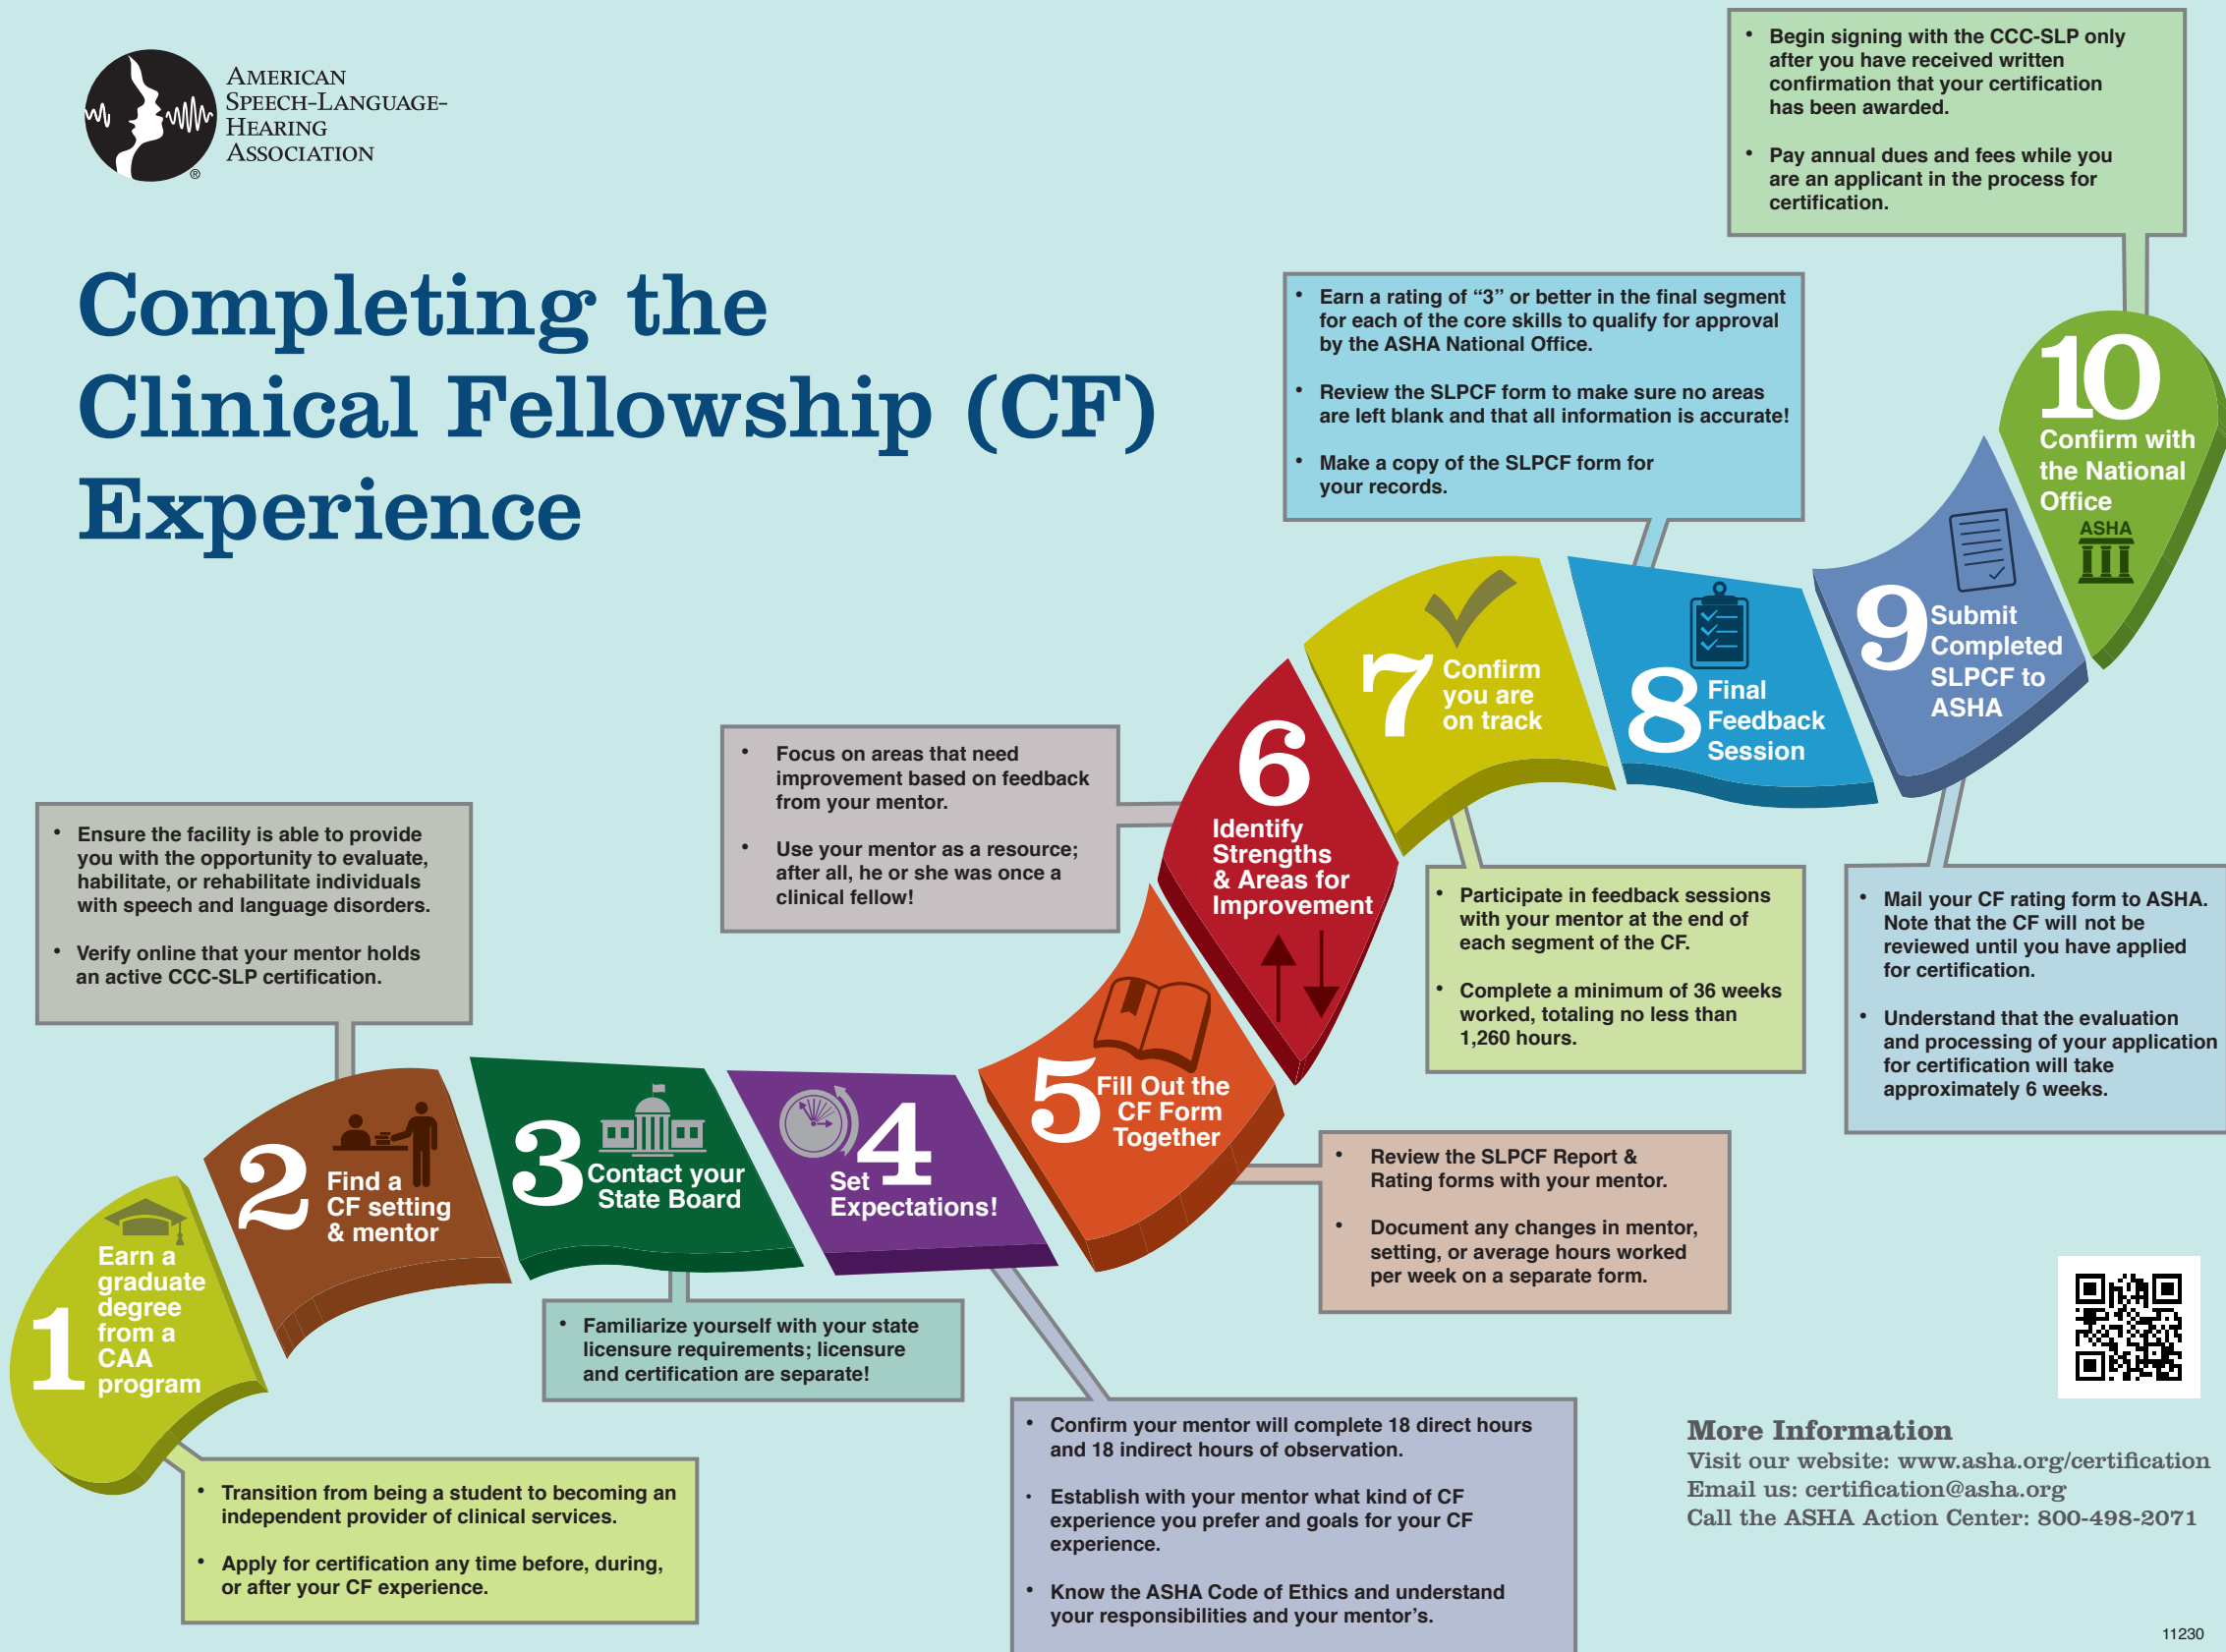 AMERICAN
SPEECH-LANGUAGE-
HEARING
ASSOCIATION
®
Completing the
Clinical Fellowship (CF)
Experience
1
Earn a
graduate
degree
from a
CAA
program
• Transition from being a student to becoming an
independent provider of clinical services.
• Apply for certification any time before, during,
or after your CF experience.
2
Find a
CF setting
& mentor
• Ensure the facility is able to provide
you with the opportunity to evaluate,
habilitate, or rehabilitate individuals
with speech and language disorders.
• Verify online that your mentor holds
an active CCC-SLP certification.
3
Contact your
State Board
• Familiarize yourself with your state
licensure requirements; licensure
and certification are separate!
4
Set
Expectations!
• Confirm your mentor will complete 18 direct hours
and 18 indirect hours of observation.
• Establish with your mentor what kind of CF
experience you prefer and goals for your CF
experience.
• Know the ASHA Code of Ethics and understand
your responsibilities and your mentor's.
5
Fill Out the
CF Form
Together
• Review the SLPCF Report &
Rating forms with your mentor.
• Document any changes in mentor,
setting, or average hours worked
per week on a separate form.
6
Identify
Strengths
& Areas for
Improvement
• Focus on areas that need
improvement based on feedback
from your mentor.
• Use your mentor as a resource;
after all, he or she was once a
clinical fellow!
7
Confirm
you are
on track
• Participate in feedback sessions
with your mentor at the end of
each segment of the CF.
• Complete a minimum of 36 weeks
worked, totaling no less than
1,260 hours.
8
Final
Feedback
Session
• Earn a rating of “3” or better in the final segment
for each of the core skills to qualify for approval
by the ASHA National Office.
• Review the SLPCF form to make sure no areas
are left blank and that all information is accurate!
• Make a copy of the SLPCF form for
your records.
9
Submit
Completed
SLPCF to
ASHA
• Mail your CF rating form to ASHA.
Note that the CF will not be
reviewed until you have applied
for certification.
• Understand that the evaluation
and processing of your application
for certification will take
approximately 6 weeks.
10
Confirm with
the National
Office
ASHA
• Begin signing with the CCC-SLP only
after you have received written
confirmation that your certification
has been awarded.
• Pay annual dues and fees while you
are an applicant in the process for
certification.
More Information
Visit our website: www.asha.org/certification
Email us: certification@asha.org
Call the ASHA Action Center: 800-498-2071
11230